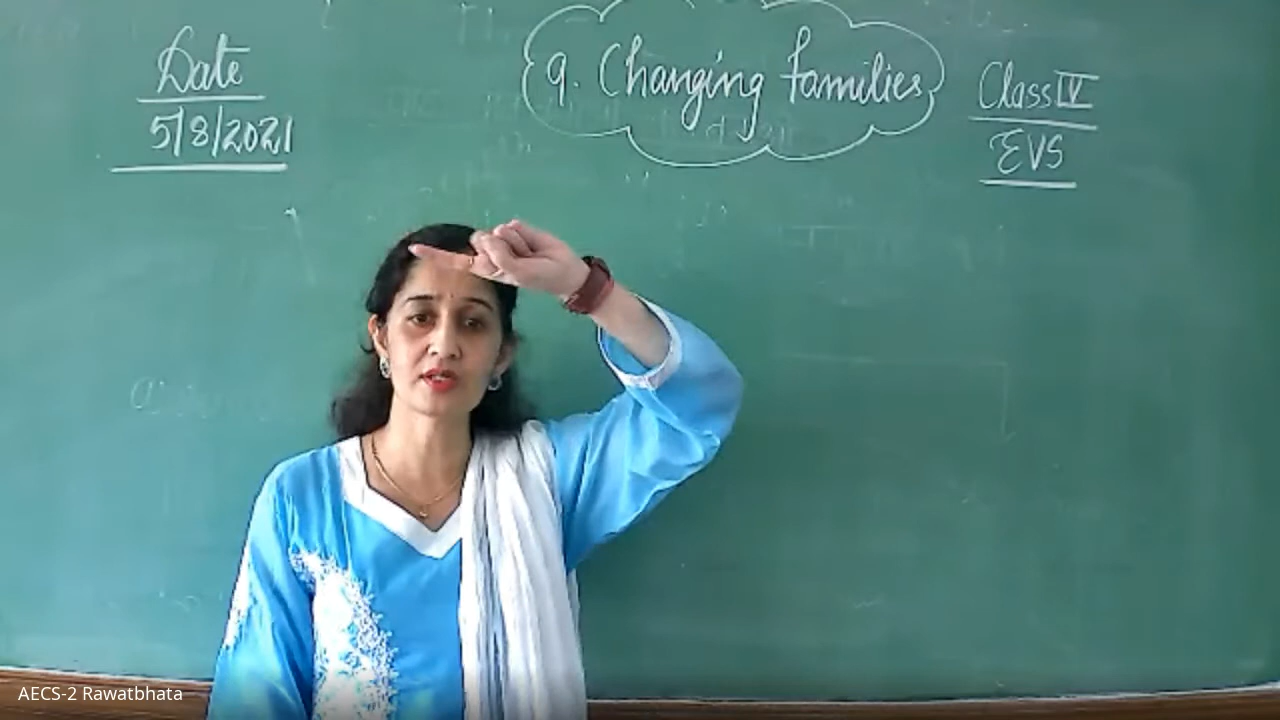 Date
5/8/2021
9. Changing families
Class IV
EVS
AECS-2 Rawatbhata